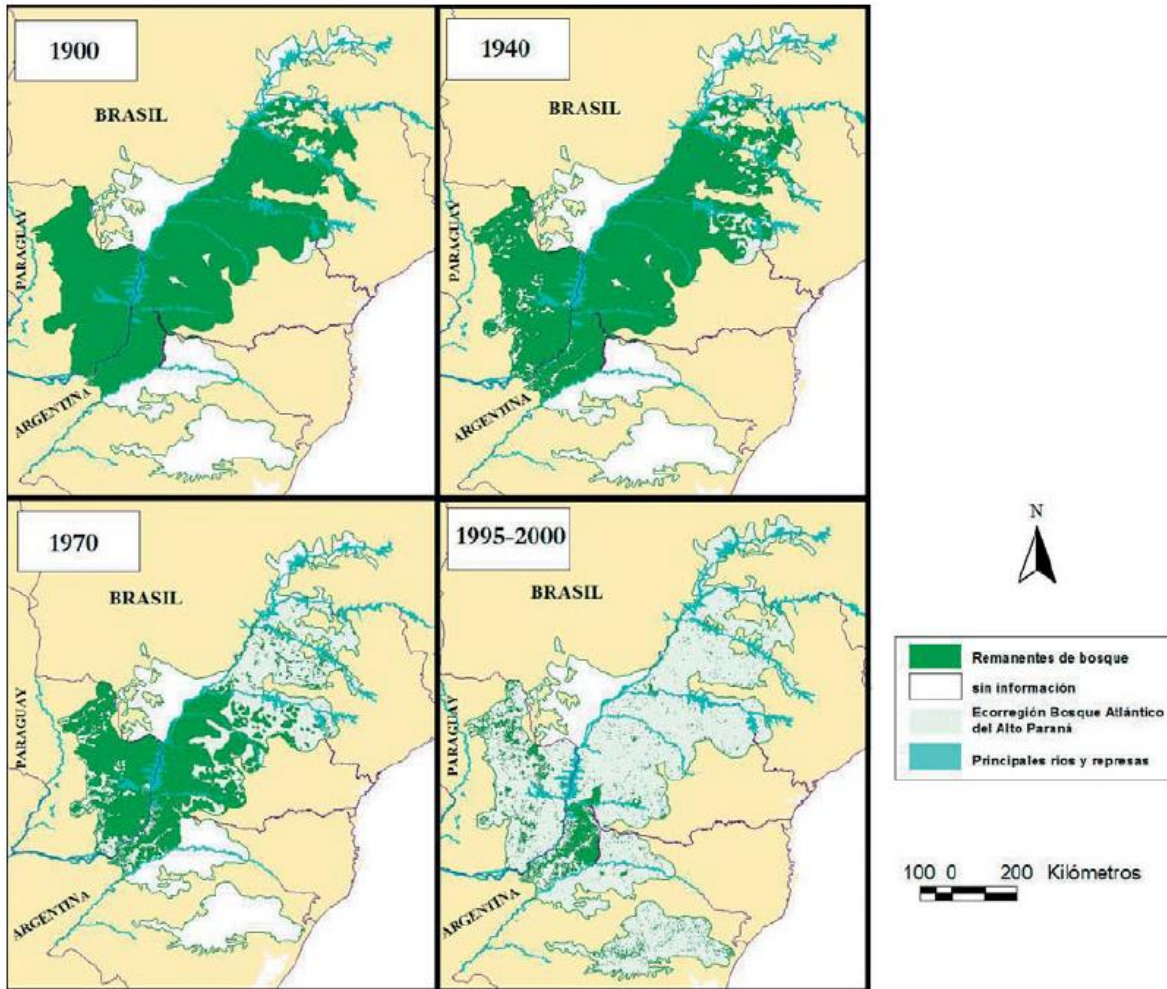 1900
BRASIL
PARAGUAY
ARGENTINA
1940
BRASIL
PARAGUAY
ARGENTINA
1970
BRASIL
PARAGUAY
ARGENTINA
1995-2000
BRASIL
PARAGUAY
ARGENTINA
N
Remanentes de bosque
sin información
Ecorregión Bosque Atlántico
del Alto Paraná
Principales ríos y represas
100 0 200 Kilómetros